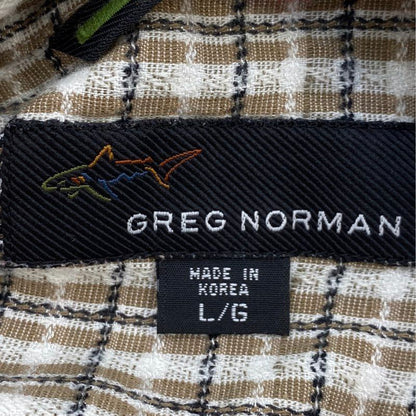 GREG NORMAN
MADE IN
KOREA
L/G